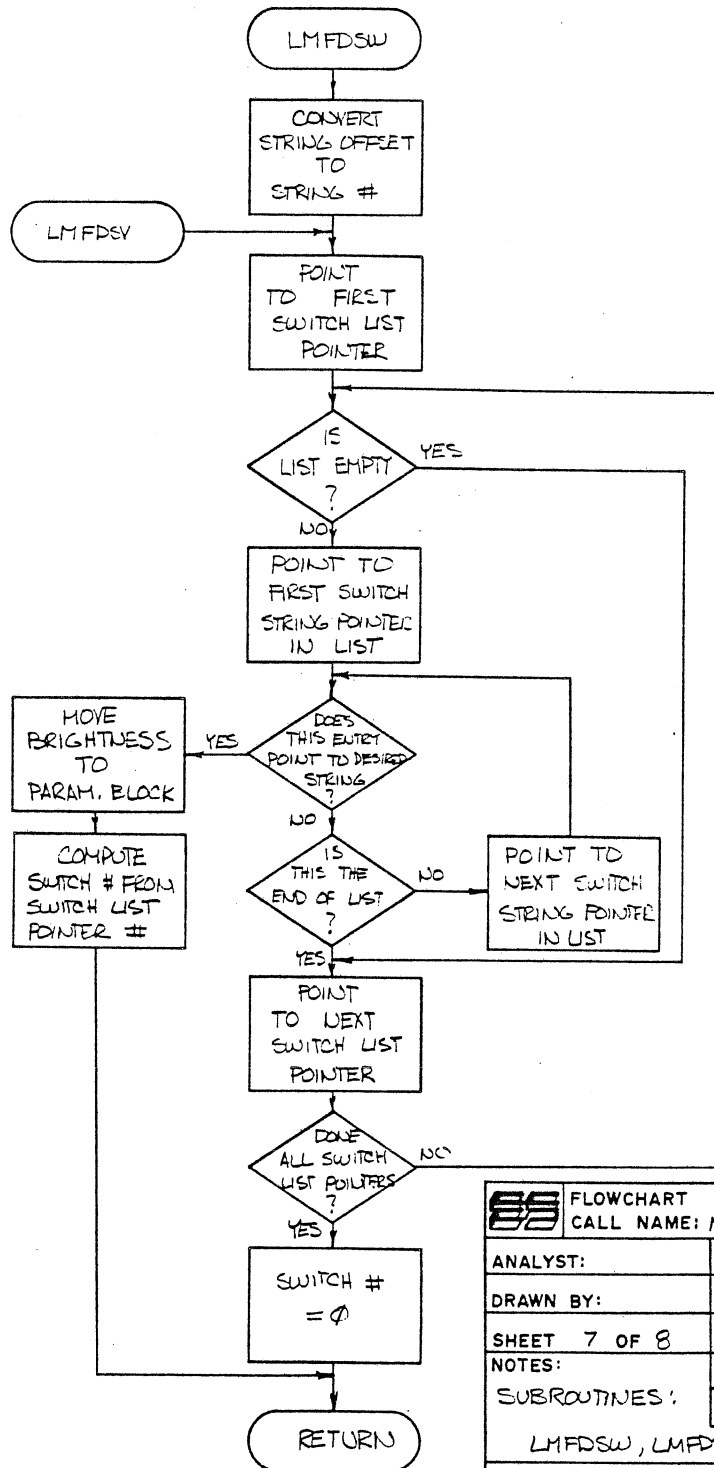 LMFDSW
CONVERT
STRING OFFSET
TO
STRING #
LMFDSV
POINT
TO FIRST
SWITCH LIST
POINTER
IS
LIST EMPTY
?
YES
NO
POINT TO
FIRST SWITCH
STRING POINTER
IN LIST
DOES
THIS ENTRY
POINT TO DESIRED
STRING
?
YES
MOVE
BRIGHTNESS
TO
PARAM. BLOCK
NO
COMPUTE
SWTCH # FROM
SWITCH LIST
POINTER #
IS
THIS THE
END OF LIST
?
NO
POINT TO
NEXT SWITCH
STRING POINTER
IN LIST
YES
POINT
TO NEXT
SWITCH LIST
POINTER
DONE
ALL SWITCH
LIST POINTERS
?
NO
YES
SWITCH #
= Ø
RETURN
FLOWCHART
CALL NAME:
ANALYST:
DRAWN BY:
SHEET 7 OF 8
NOTES:
SUBROUTINES:
LMFDSW,